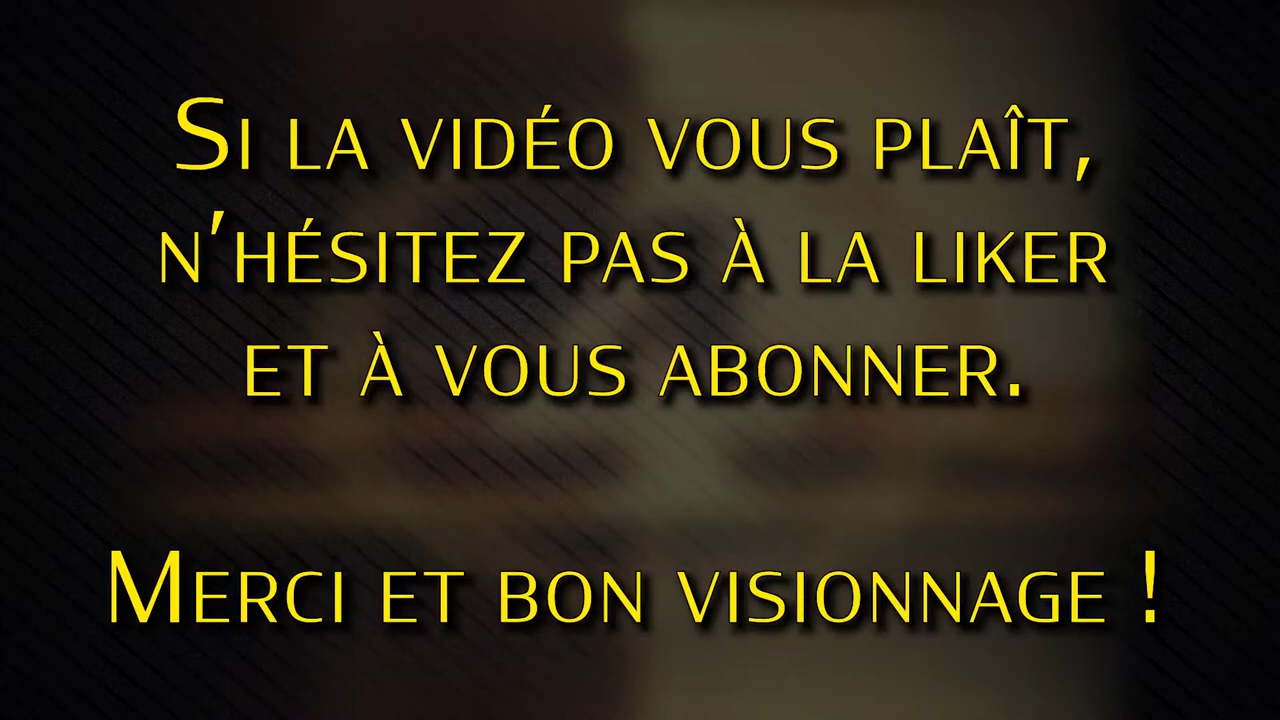 Si la vidéo vous plaît,
n'hésitez pas à la liker
et à vous abonner.
Merci et bon visionnage !